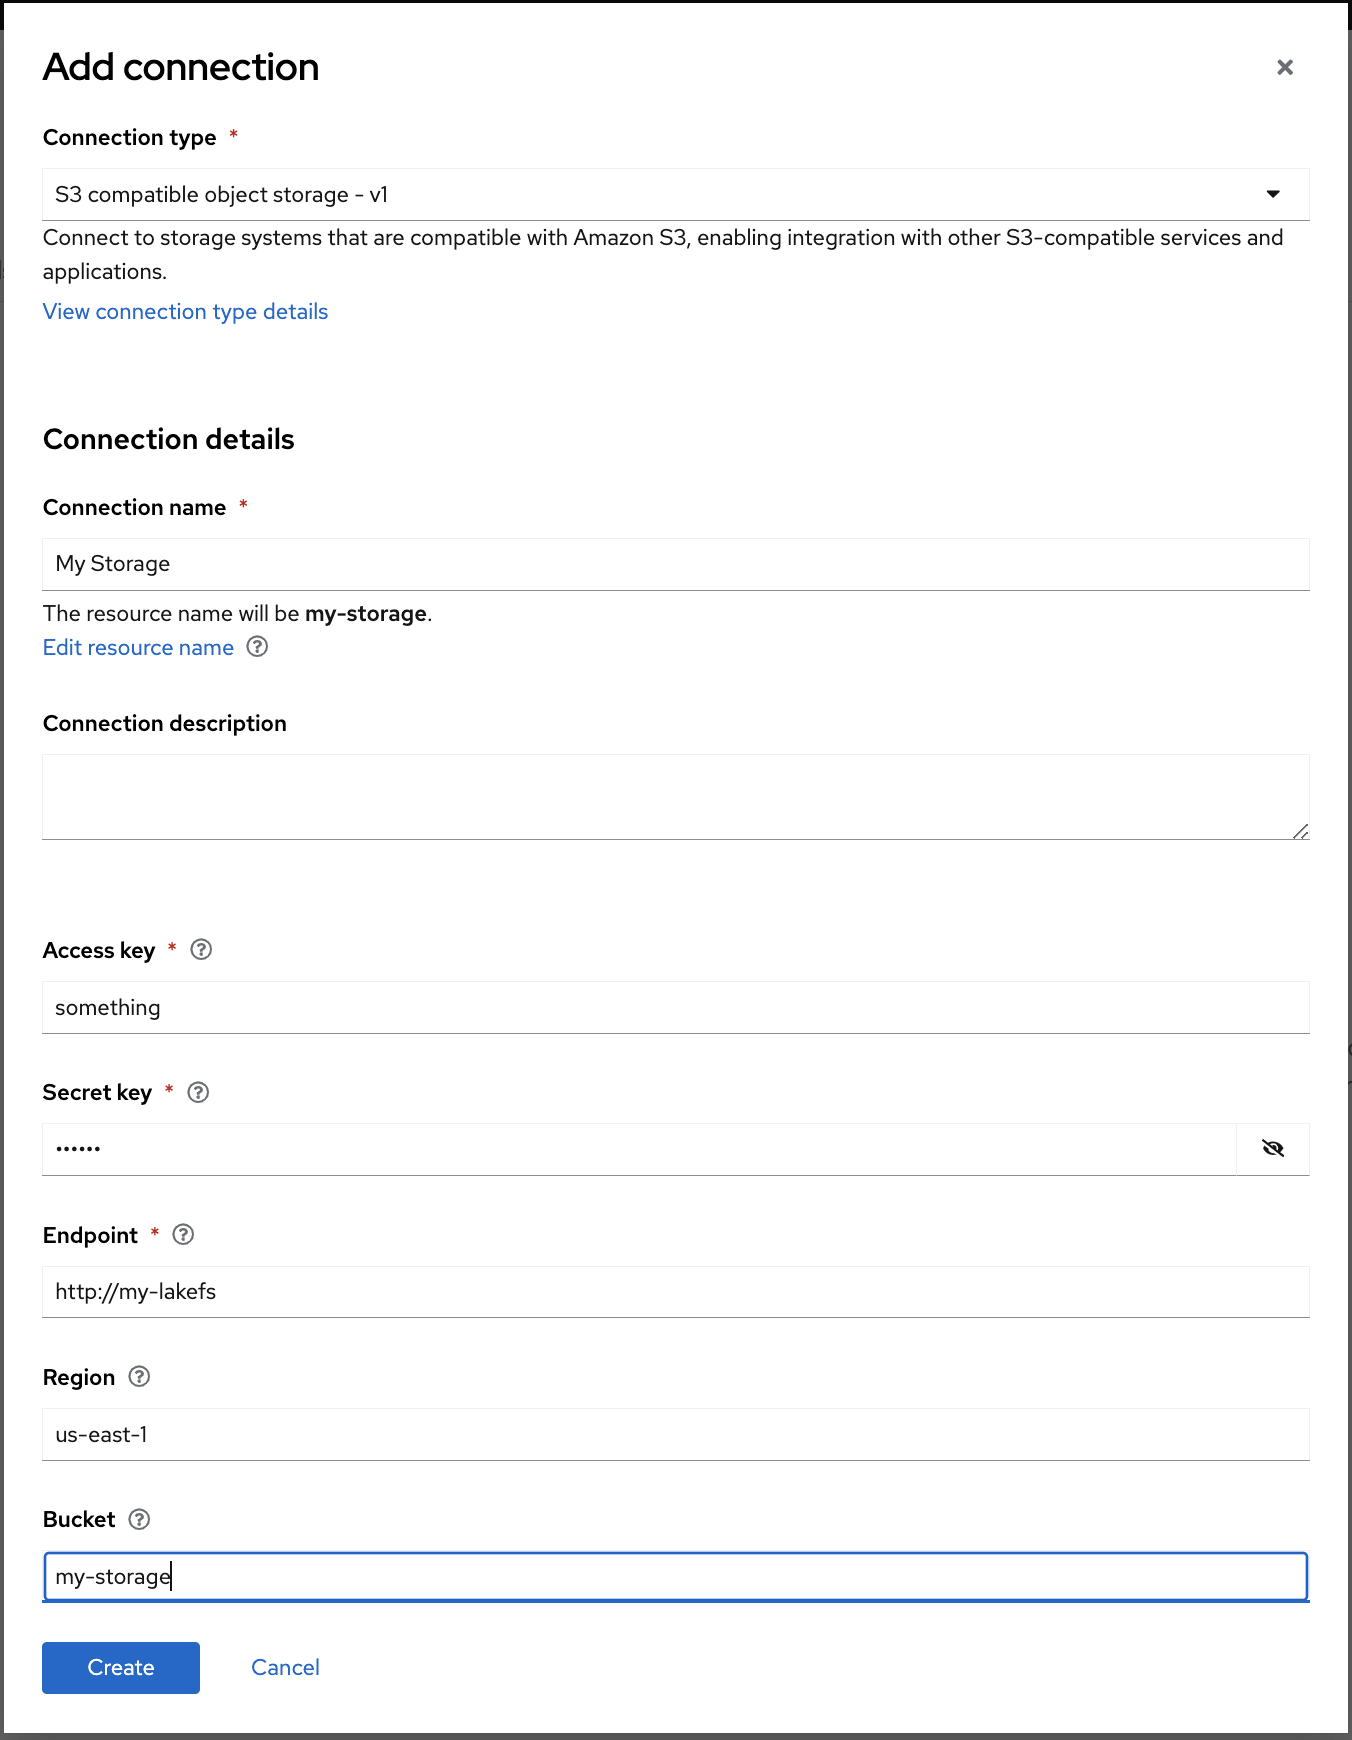 Add connection
Connection type *
S3 compatible object storage - v1
Connect to storage systems that are compatible with Amazon S3, enabling integration with other S3-compatible services and
applications.
View connection type details
Connection details
Connection name *
My Storage
The resource name will be my-storage.
Edit resource name
Connection description
Access key *
something
Secret key *
••••••
Endpoint *
http://my-lakefs
Region
us-east-1
Bucket
my-storage
Create Cancel